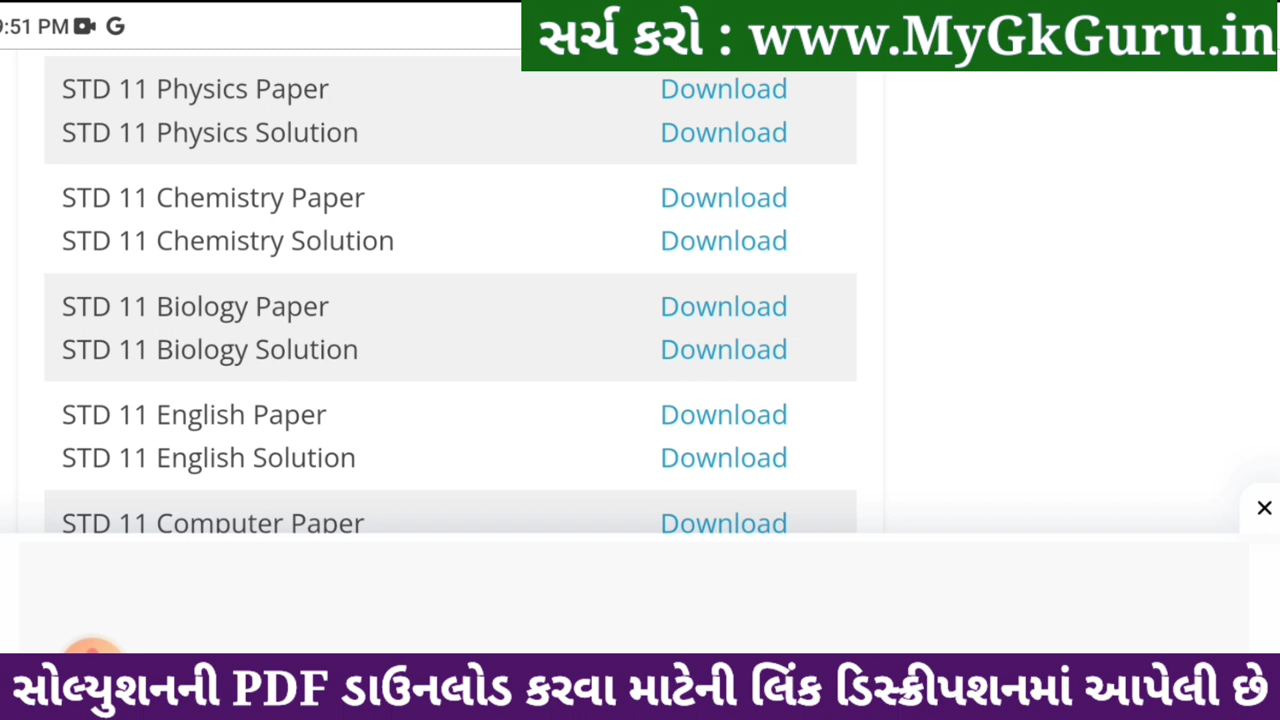 9:51 PM
સર્ચ કરો : www.MyGkGuru.in
STD 11 Physics Paper Download
STD 11 Physics Solution Download
STD 11 Chemistry Paper Download
STD 11 Chemistry Solution Download
STD 11 Biology Paper Download
STD 11 Biology Solution Download
STD 11 English Paper Download
STD 11 English Solution Download
STD 11 Computer Paper Download
સોલ્યુશનની PDF ડાઉનલોડ કરવા માટેની લિંક ડિસ્ક્રીપશનમાં આપેલી છે